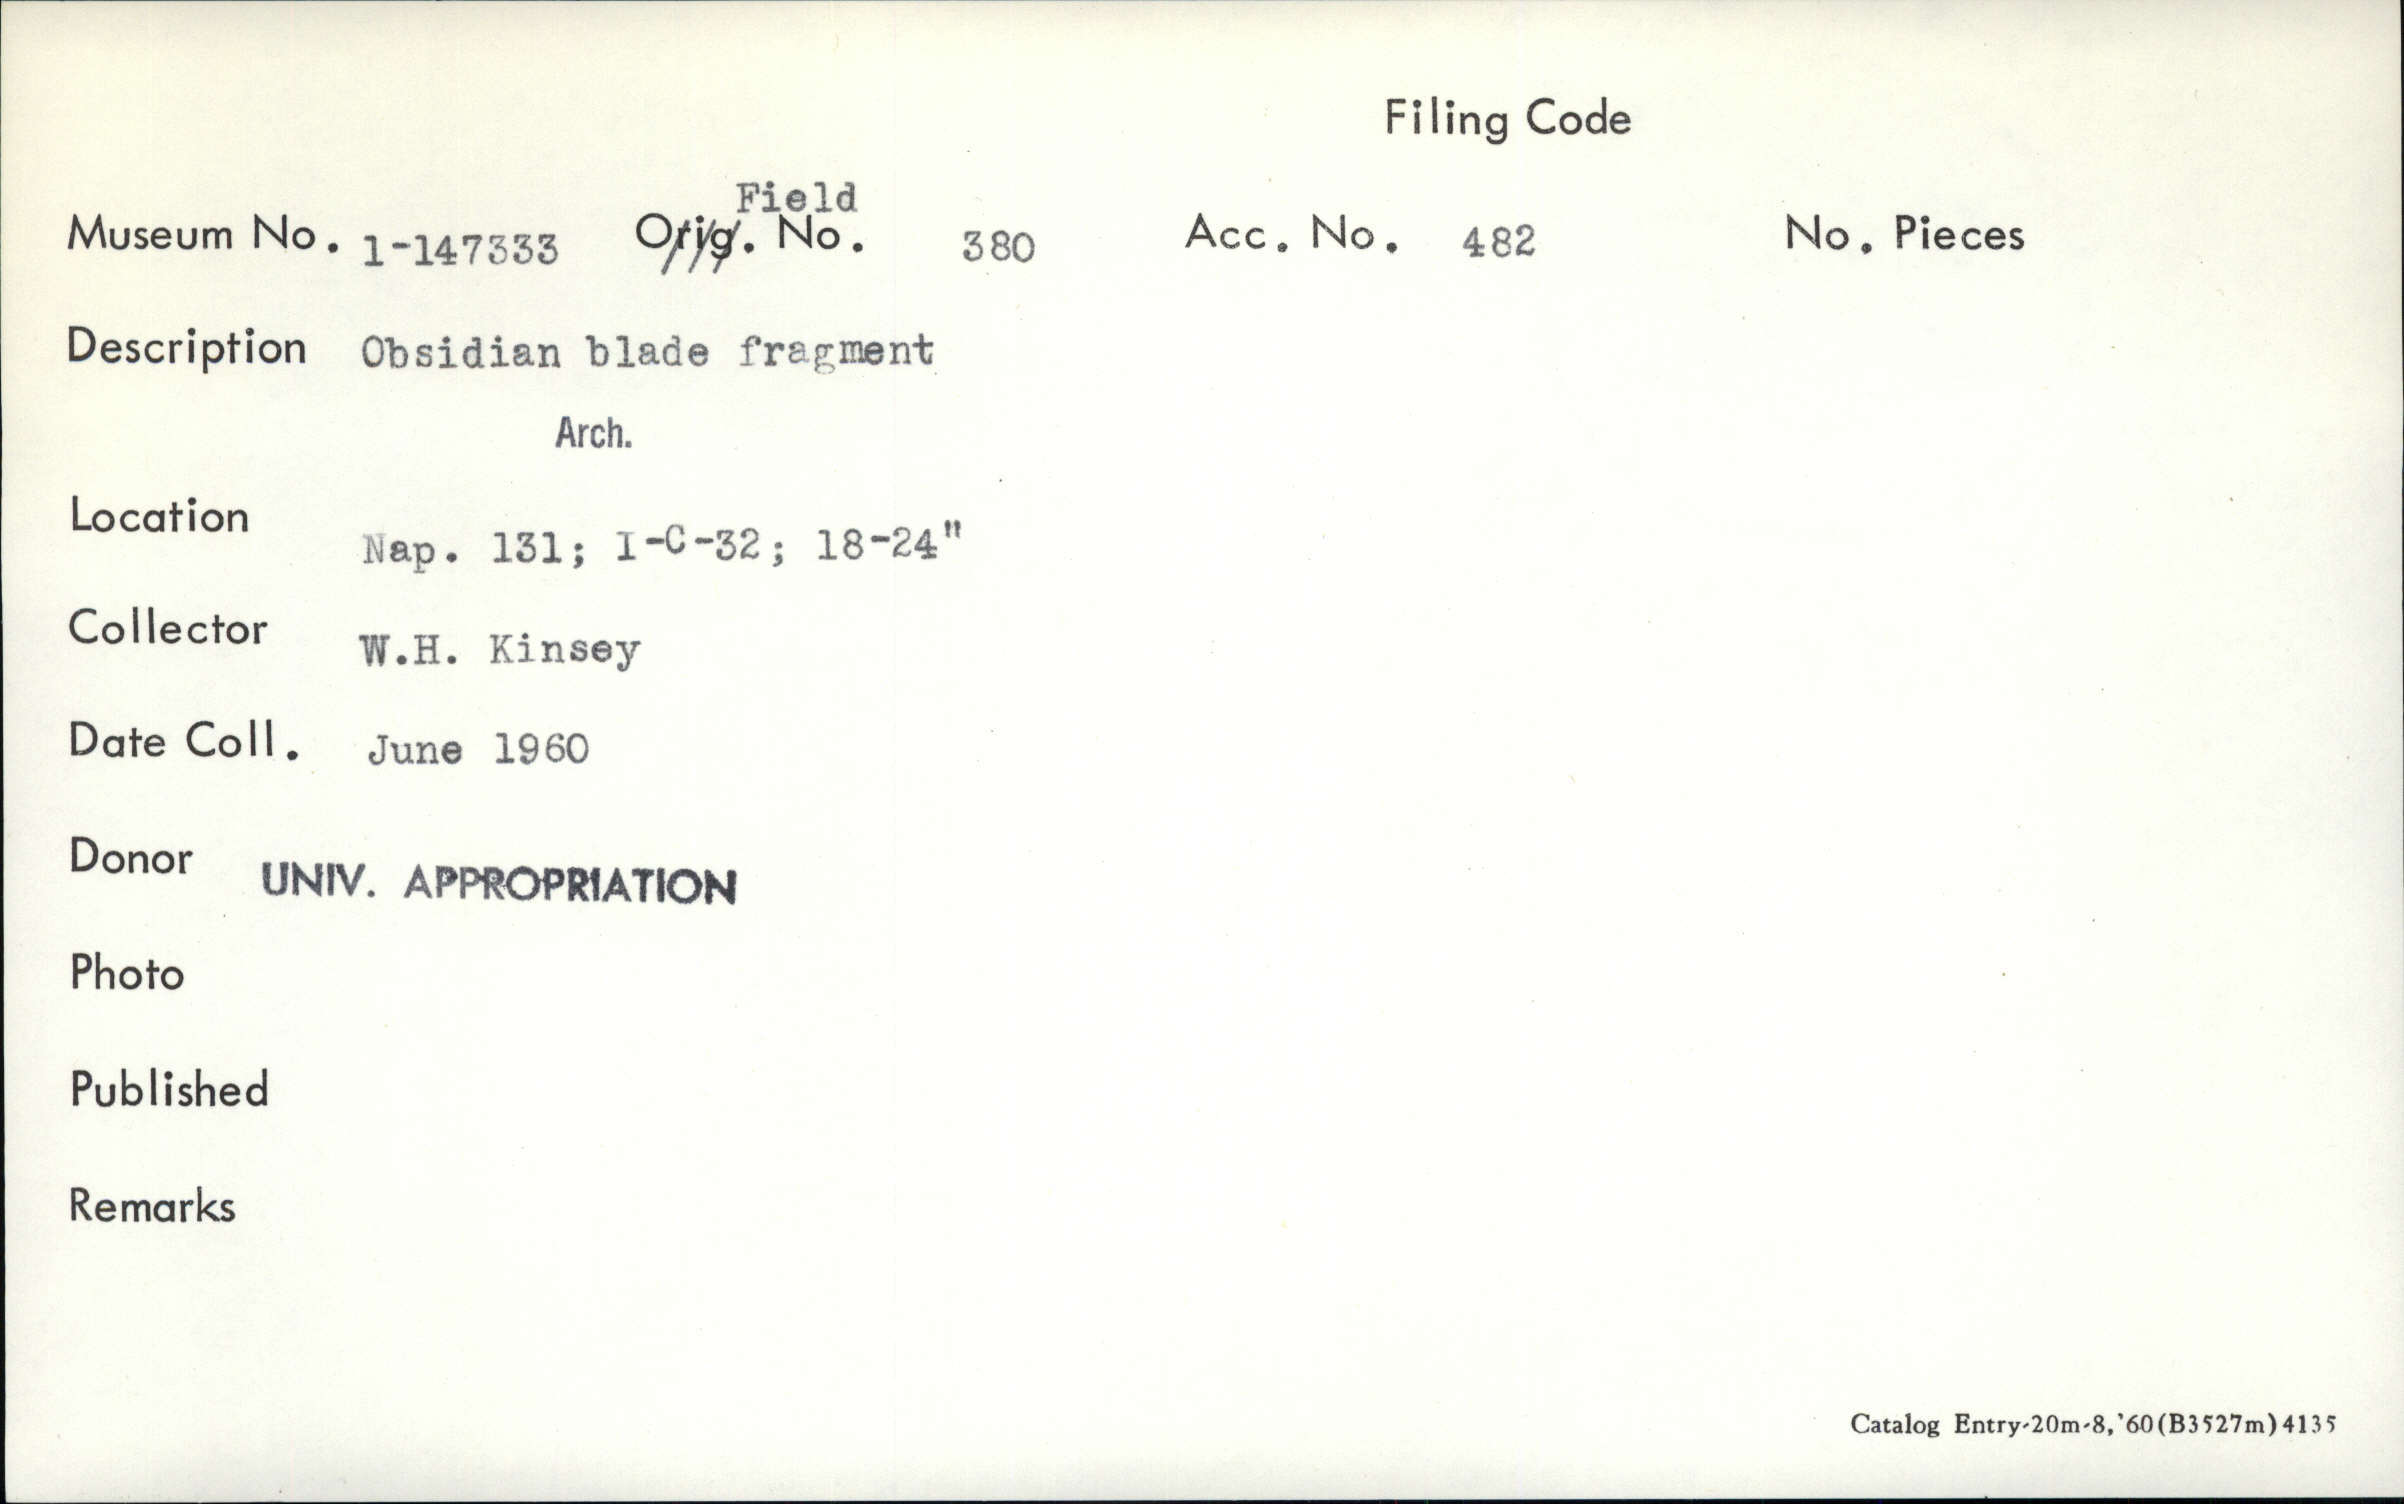 Filing Code
Field
Museum No. 1-147333 Orig. No. 380 Acc. No. 482 No. Pieces
Description Obsidian blade fragment
Arch.
Location Nap. 131; I-C-32; 18-24"
Collector W.H. Kinsey
Date Coll. June 1960
Donor UNIV. APPROPRIATION
Photo
Published
Remarks
Catalog Entry-20m-8,'60(B3527m)4135